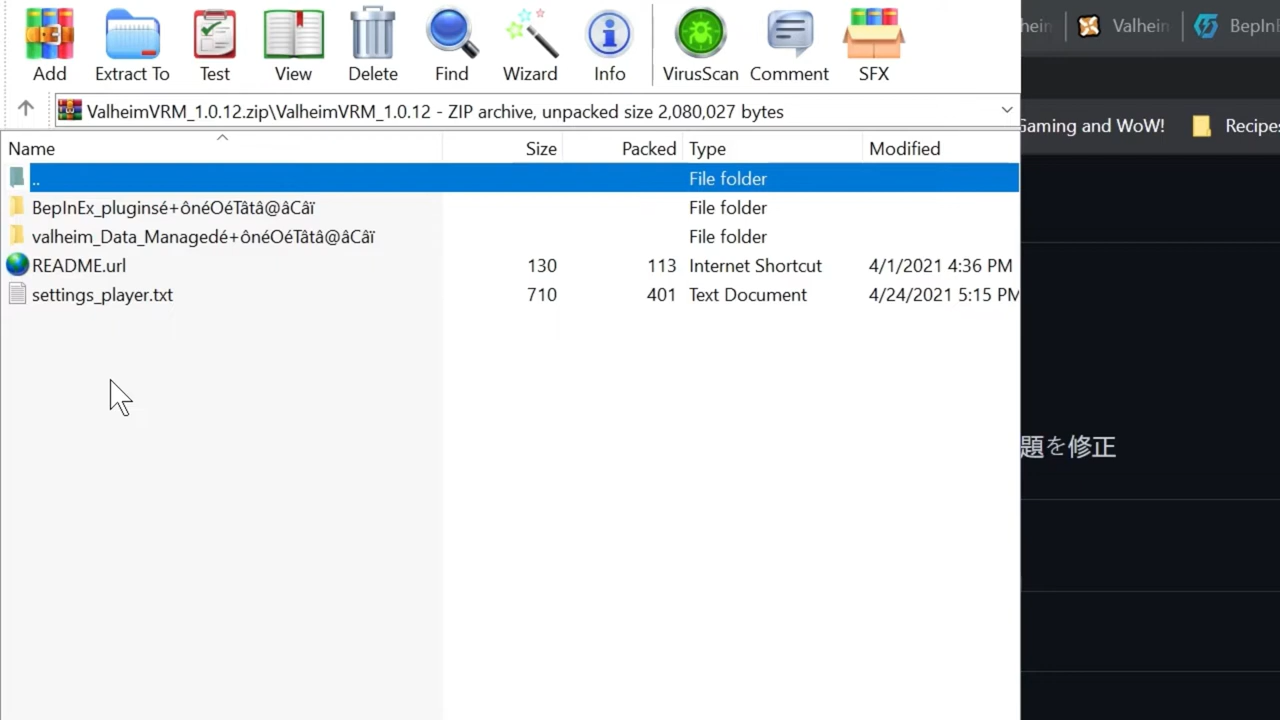 Add Extract To Test View Delete Find Wizard Info VirusScan Comment SFX
hein Valhein BepInE
ValheimVRM_1.0.12.zip\ValheimVRM_1.0.12 - ZIP archive, unpacked size 2,080,027 bytes
Gaming and WoW! Recipes
Name Size Packed Type Modified
.. File folder
BepInEx_pluginsé+ônéOéTâtâ@âCâï File folder
valheim_Data_Managedé+ônéOéTâtâ@âCâï File folder
README.url 130 113 Internet Shortcut 4/1/2021 4:36 PM
settings_player.txt 710 401 Text Document 4/24/2021 5:15 PM
題を修正